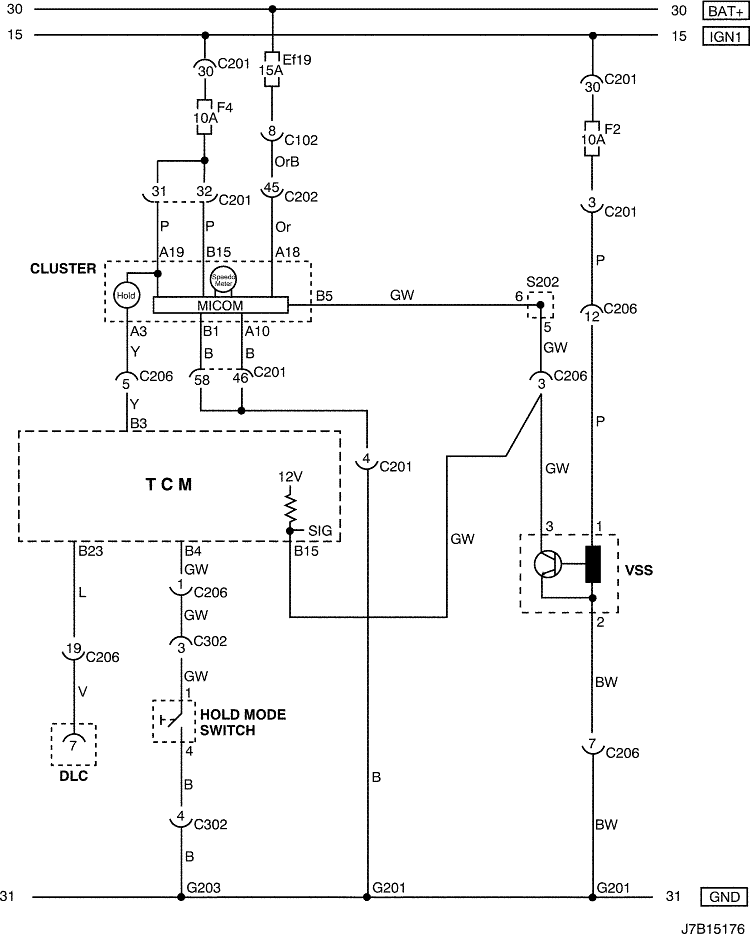 30 30 BAT+
15 15 IGN1
Ef19
15A
30 C201
30 C201
F4
10A
F2
10A
8 C102
OrB
31 32 C201
45 C202
3 C201
P P Or
P
A19 B15 A18
CLUSTER
Speedo
Meter
Hold
MICOM
B5 GW 6 S202
5
12 C206
A3 B1 A10
Y B B
GW
5 C206
58 46 C201
3 C206
Y
B3
P
4 C201
TCM
12V
SIG
GW
GW
B23 B4 B15
3 1
GW
1 C206
VSS
L
GW
2
3 C302
19 C206
GW
BW
V
1
HOLD MODE
SWITCH
7
DLC
4
7 C206
B
B
4 C302
BW
B
G203 G201 G201
31 31 GND
J7B15176